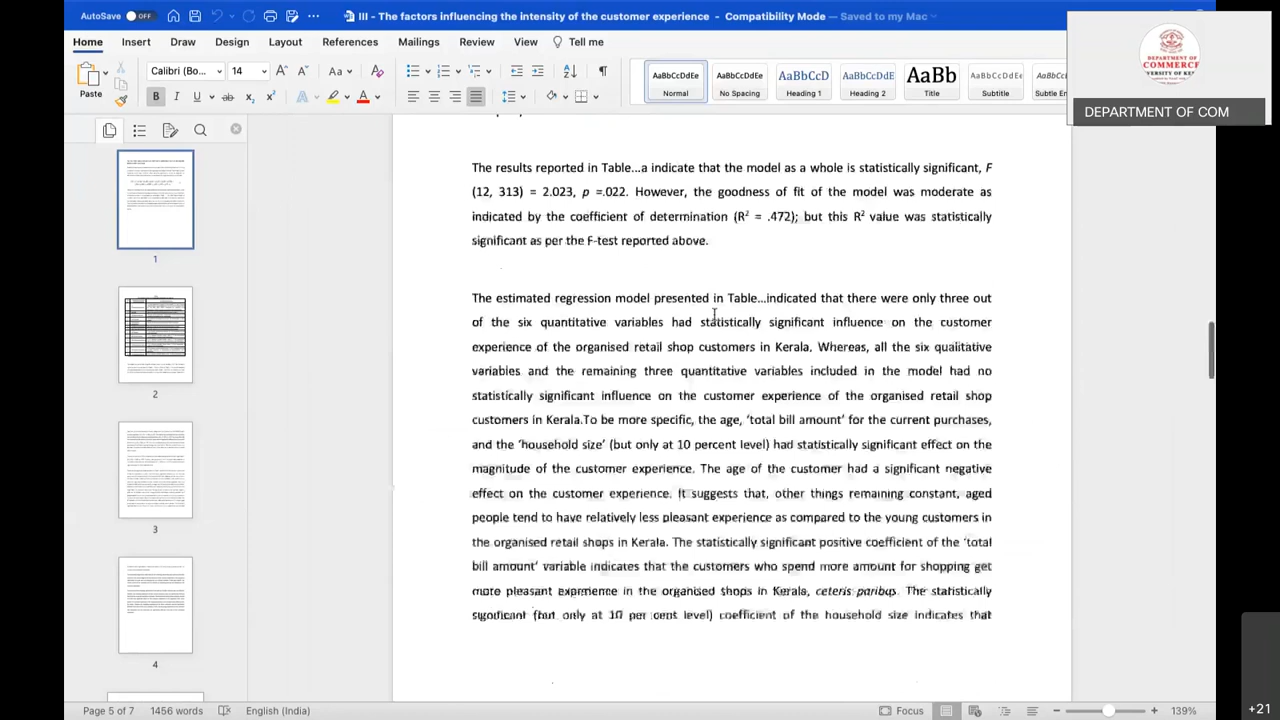 AutoSave OFF III - The factors influencing the intensity of the customer experience - Compatibility Mode — Saved to my Mac
Home Insert Draw Design Layout References Mailings Review View Tell me
DEPARTMENT OF
COMMERCE
DEPARTMENT OF COM
Paste
Calibri (Bo... 14
AaBbCcDdEe AaBbCcDdEe AaBbCcD AaBbCcDdE AaBb AaBbCcDdEe
Normal No Spacing Heading 1 Heading 2 Title Subtitle Subtle En
The results reported in Table...a indicate that the model as a whole is statistically significant, F
(12, 313) = 2.023, p =.022. However, the goodness of fit of the model was moderate as
indicated by the coefficient of determination (R² = .472); but this R² value was statistically
significant as per the F-test reported above.
The estimated regression model presented in Table...indicated that there were only three out
of the six quantitative variables had statistically significant influence on the customer
experience of the organised retail shop customers in Kerala. Whereas, all the six qualitative
variables and the remaining three quantitative variables included in the model had no
statistically significant influence on the customer experience of the organised retail shop
customers in Kerala.To be more specific, the age, ‘total bill amount’ for the current purchases,
and the ‘household size’ (but only at 10 percent level) had statistically significant effect on the
magnitude of the customer experience. The age of the customer had a significant negative
effect on the customer experience. It suggests that, other things remaining constant, aged
people tend to have relatively less pleasant experience as compared to the young customers in
the organised retail shops in Kerala. The statistically significant positive coefficient of the ‘total
bill amount’ variable indicates that the customers who spend more amount for shopping get
more pleasant experience in the organised shops in Kerala, ceteris paribus. The statistically
significant (but only at 10 per cent level) coefficient of the household size indicates that
1
2
3
4
Page 5 of 7 1456 words English (India) Focus 139%
+21